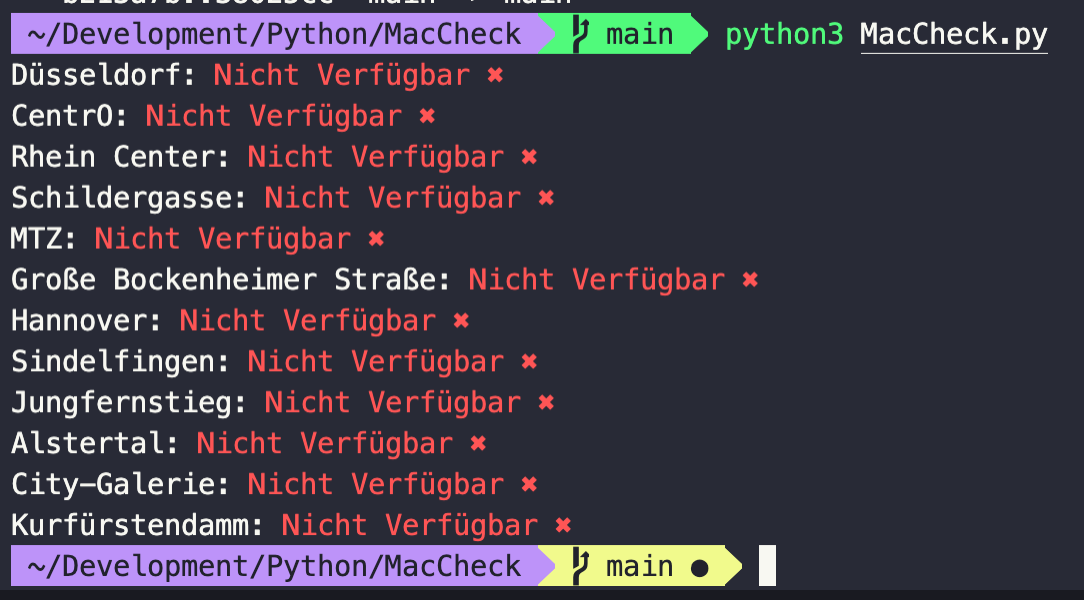 ~/Development/Python/MacCheck main python3 MacCheck.py
Düsseldorf: Nicht Verfügbar ✖
CentrO: Nicht Verfügbar ✖
Rhein Center: Nicht Verfügbar ✖
Schildergasse: Nicht Verfügbar ✖
MTZ: Nicht Verfügbar ✖
Große Bockenheimer Straße: Nicht Verfügbar ✖
Hannover: Nicht Verfügbar ✖
Sindelfingen: Nicht Verfügbar ✖
Jungfernstieg: Nicht Verfügbar ✖
Alstertal: Nicht Verfügbar ✖
City-Galerie: Nicht Verfügbar ✖
Kurfürstendamm: Nicht Verfügbar ✖
~/Development/Python/MacCheck main ●